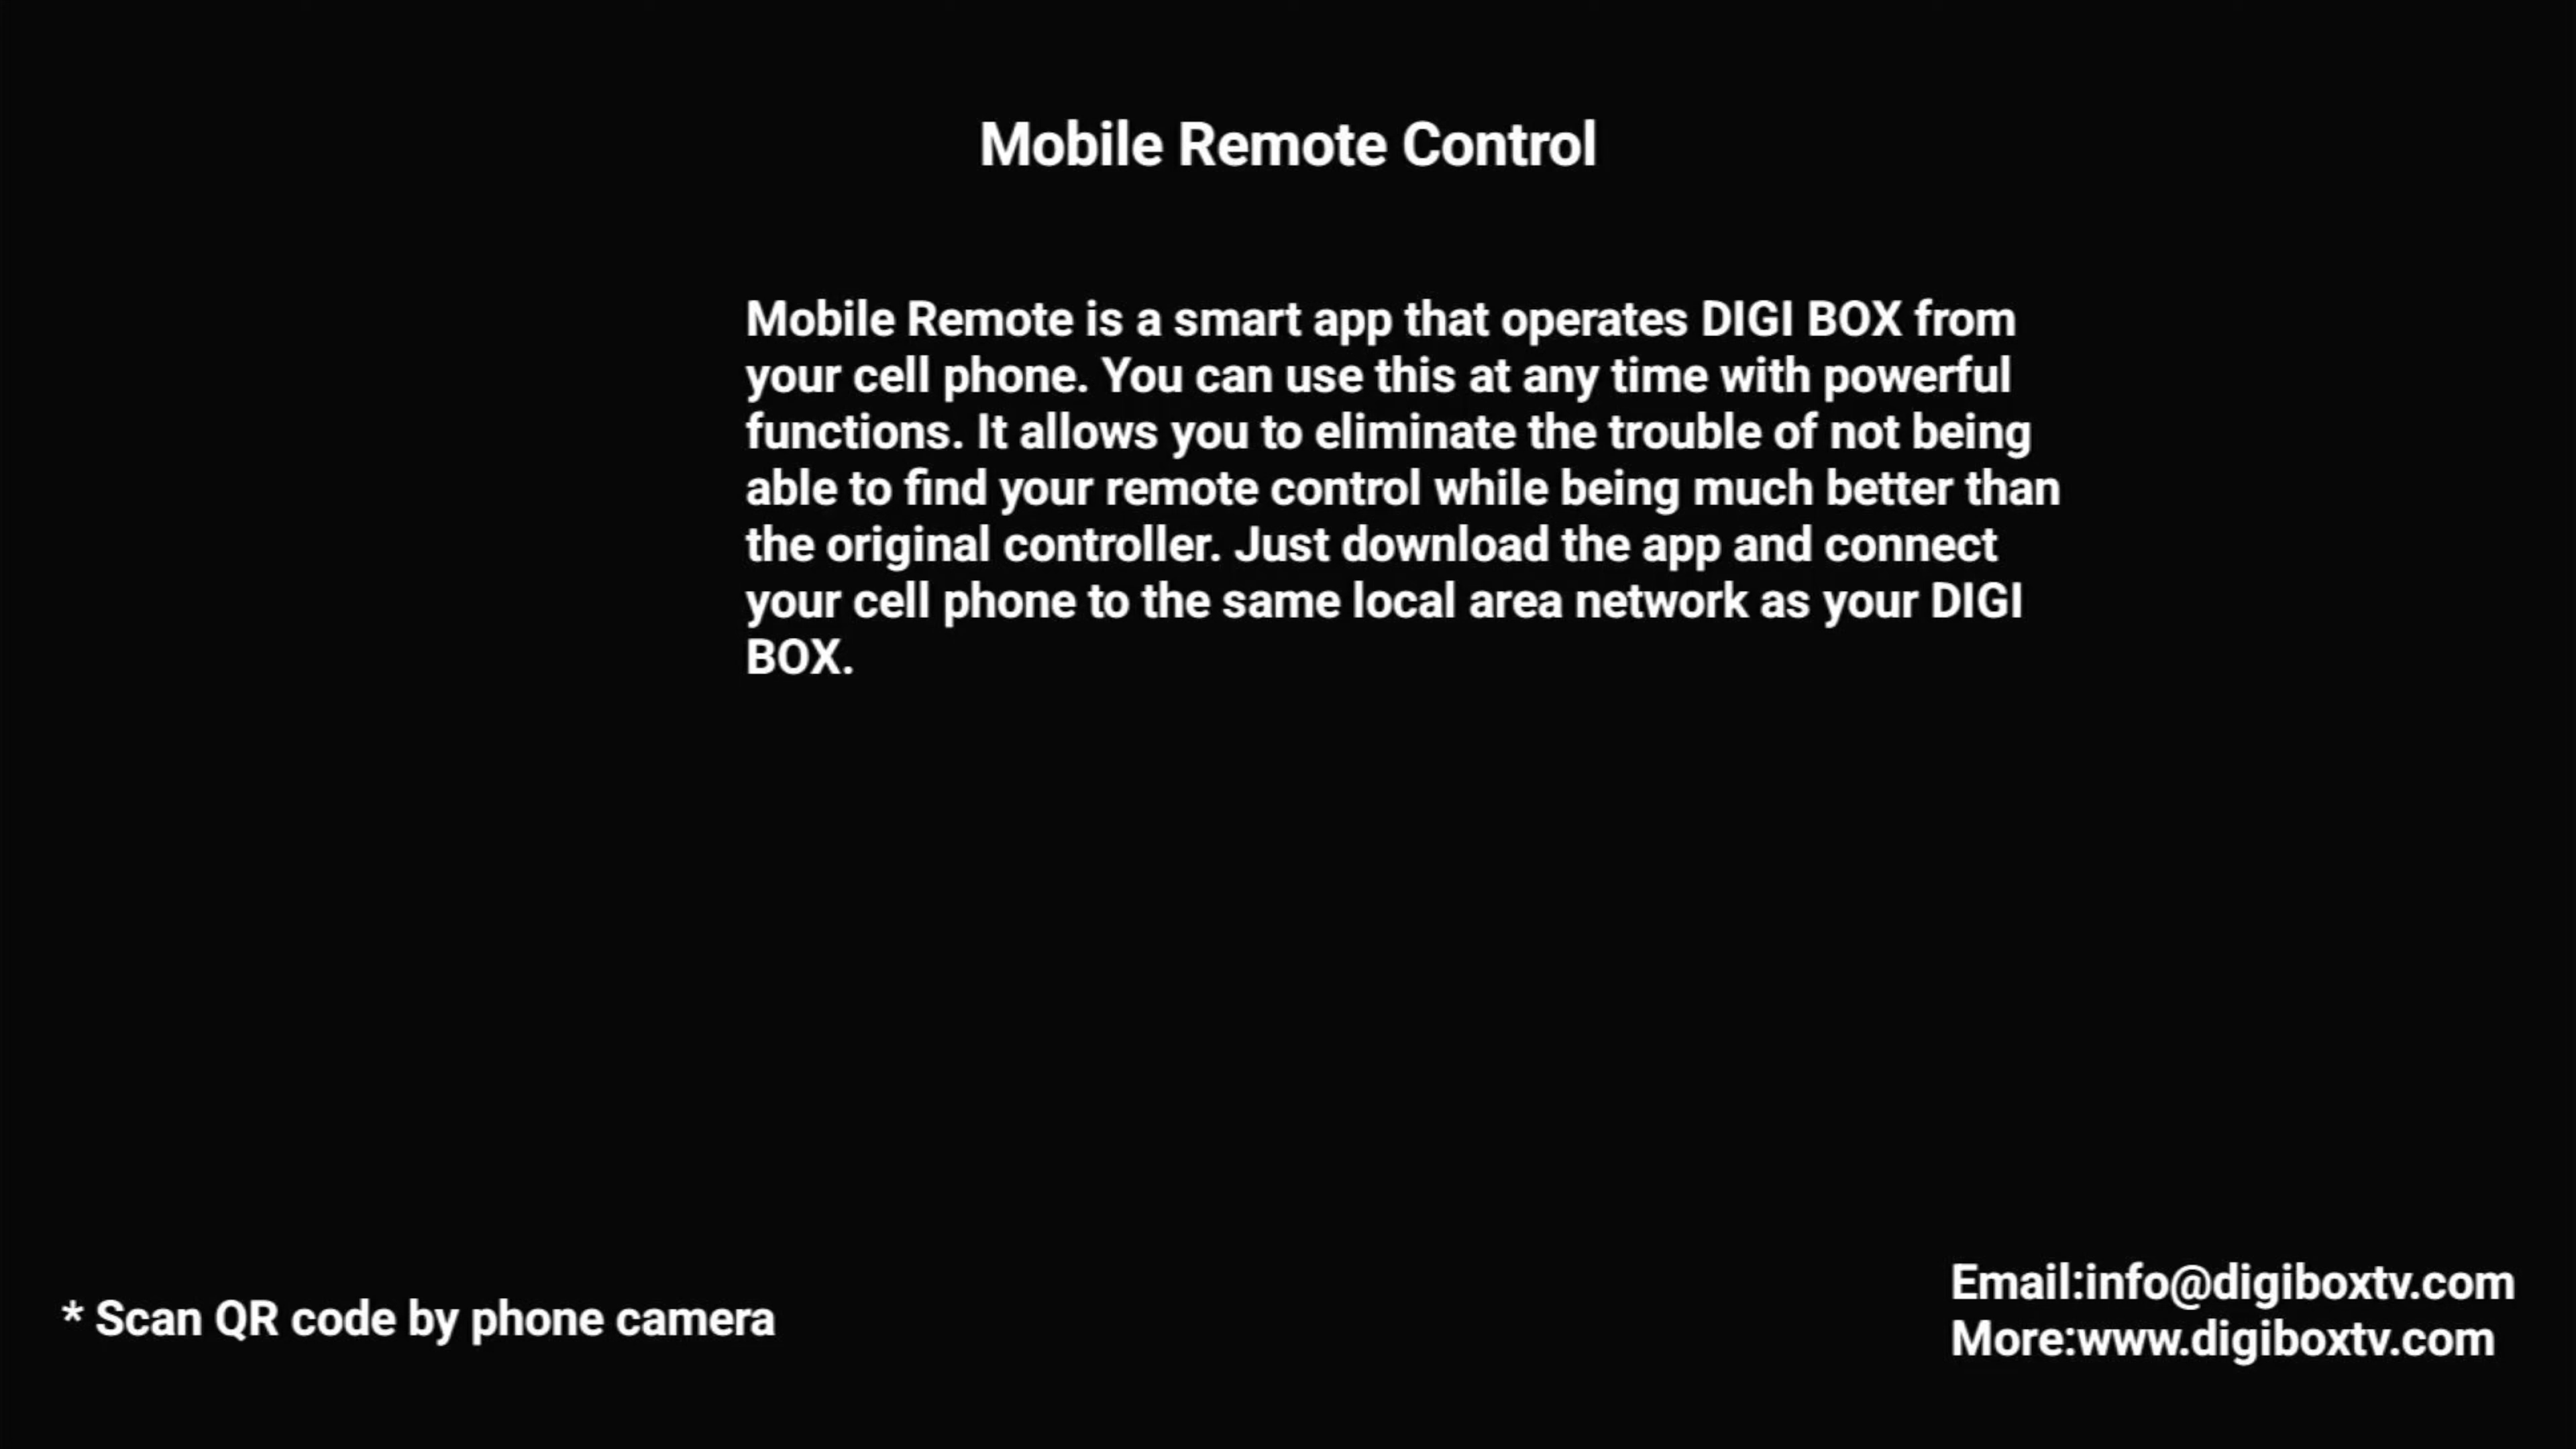 Mobile Remote Control
Mobile Remote is a smart app that operates DIGI BOX from
your cell phone. You can use this at any time with powerful
functions. It allows you to eliminate the trouble of not being
able to find your remote control while being much better than
the original controller. Just download the app and connect
your cell phone to the same local area network as your DIGI
BOX.
* Scan QR code by phone camera
Email:info@digiboxtv.com
More:www.digiboxtv.com